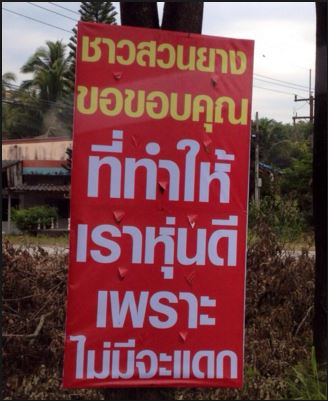 ชาวสวนยาง
ขอขอบคุณ
ที่ทำให้
เราหุ่นดี
เพราะ
ไม่มีจะแดก